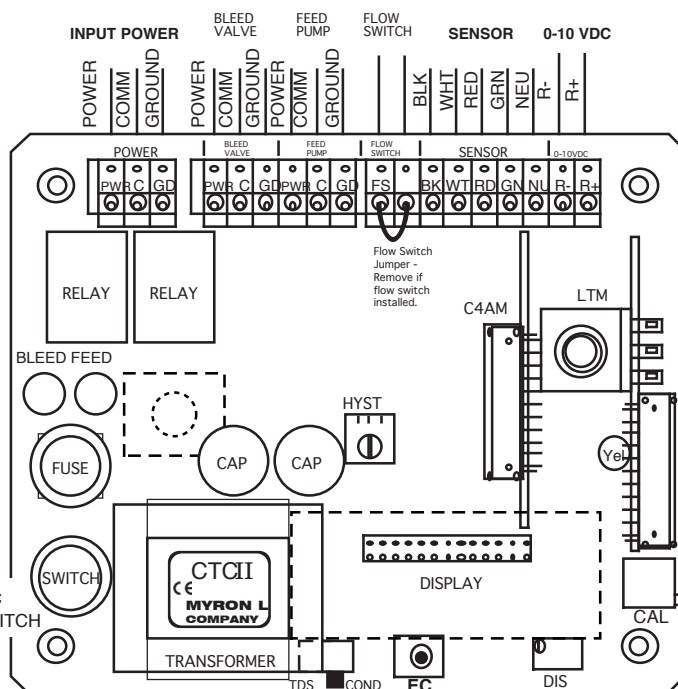 INPUT POWER
BLEED
VALVE
FEED
PUMP
FLOW
SWITCH
SENSOR
0-10 VDC
POWER
COMM
GROUND
POWER
COMM
GROUND
POWER
COMM
GROUND
BLK
WHT
RED
GRN
NEU
R-
R+
POWER
BLEED
VALVE
FEED
PUMP
FLOW
SWITCH
SENSOR
0-10VDC
PWR C GD
PWR C GD PWR C GD
FS
BK WT RD GN NU R- R+
Flow Switch
Jumper -
Remove if
flow switch
installed.
RELAY
RELAY
C4AM
LTM
BLEED FEED
HYST
FUSE
CAP
CAP
Yel
SWITCH
CTCII
CE
MYRON L
COMPANY
DISPLAY
C
ITCH
CAL
TRANSFORMER
TDS
COND
EC
DIS